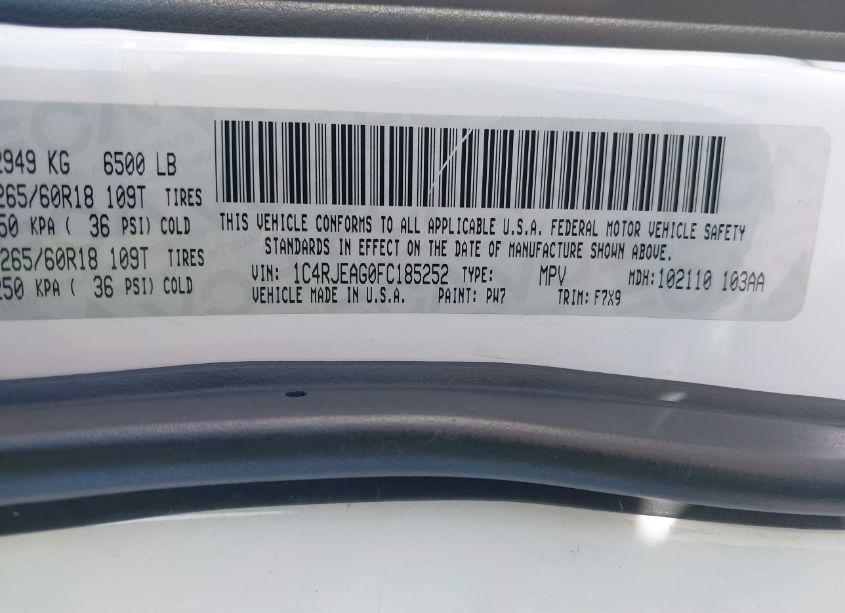 2949 KG 6500 LB
265/60R18 109T TIRES
250 KPA ( 36 PSI) COLD
265/60R18 109T TIRES
250 KPA ( 36 PSI) COLD
THIS VEHICLE CONFORMS TO ALL APPLICABLE U.S.A. FEDERAL MOTOR VEHICLE SAFETY
STANDARDS IN EFFECT ON THE DATE OF MANUFACTURE SHOWN ABOVE.
VIN: 1C4RJEAG0FC185252 TYPE: MPV MDH: 102110 103AA
VEHICLE MADE IN U.S.A. PAINT: PW7 TRIM: F7X9